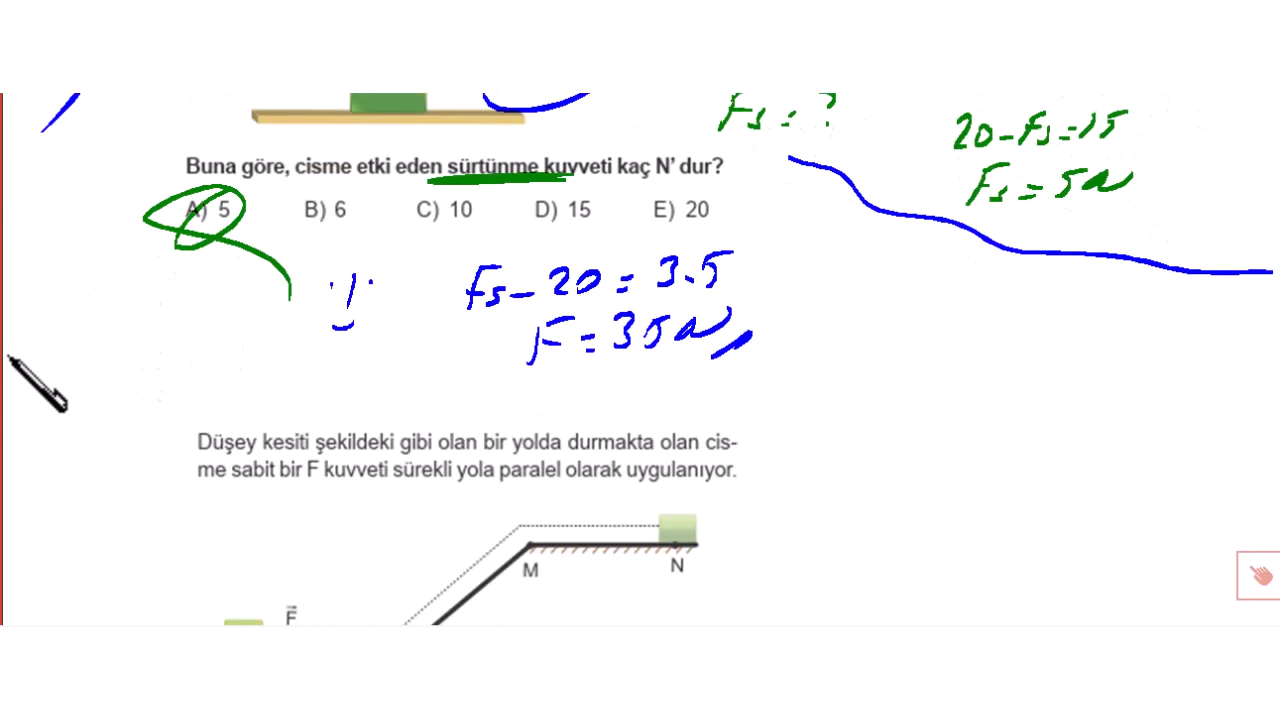 Fs = ?
20-Fs=15
Fs = 5N
Buna göre, cisme etki eden sürtünme kuvveti kaç N' dur?
A) 5 B) 6 C) 10 D) 15 E) 20
Fs - 20 = 3.5
F = 35N
Düşey kesiti şekildeki gibi olan bir yolda durmakta olan cis-
me sabit bir F kuvveti sürekli yola paralel olarak uygulanıyor.
M
N
F